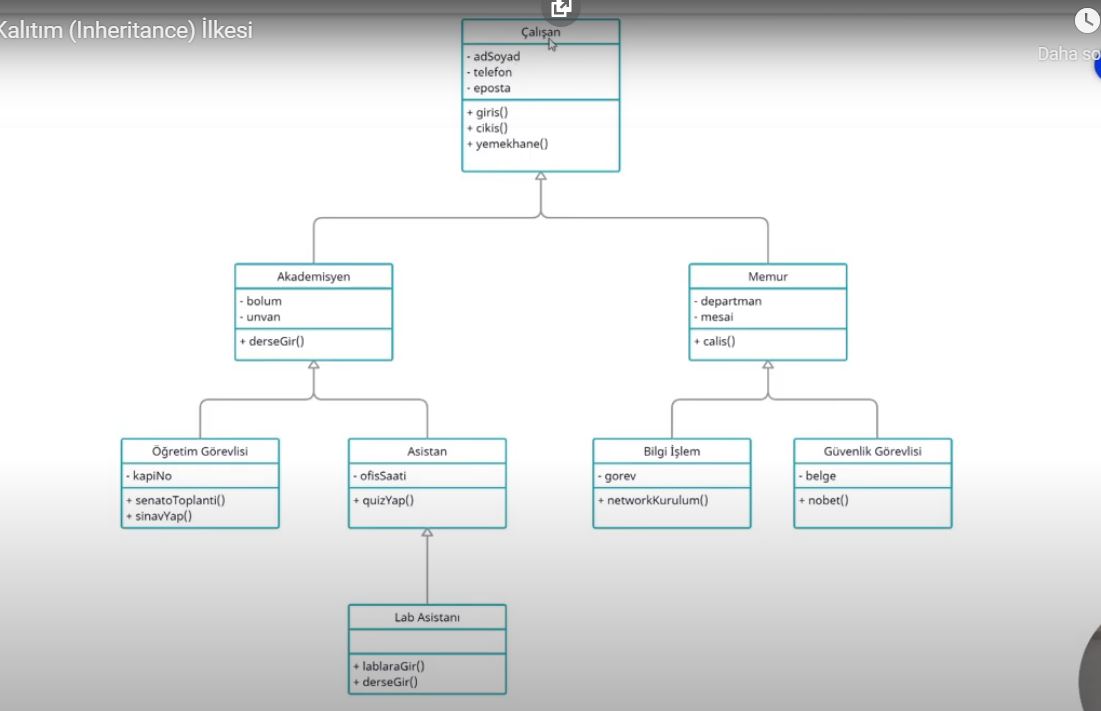 Kalıtım (Inheritance) İlkesi
Daha so
Çalışan
- adSoyad
- telefon
- eposta
+ giris()
+ cikis()
+ yemekhane()
Akademisyen
- bolum
- unvan
+ derseGir()
Memur
- departman
- mesai
+ calis()
Öğretim Görevlisi
- kapiNo
+ senatoToplanti()
+ sinavYap()
Asistan
- ofisSaati
+ quizYap()
Bilgi İşlem
- gorev
+ networkKurulum()
Güvenlik Görevlisi
- belge
+ nobet()
Lab Asistanı
+ lablaraGir()
+ derseGir()